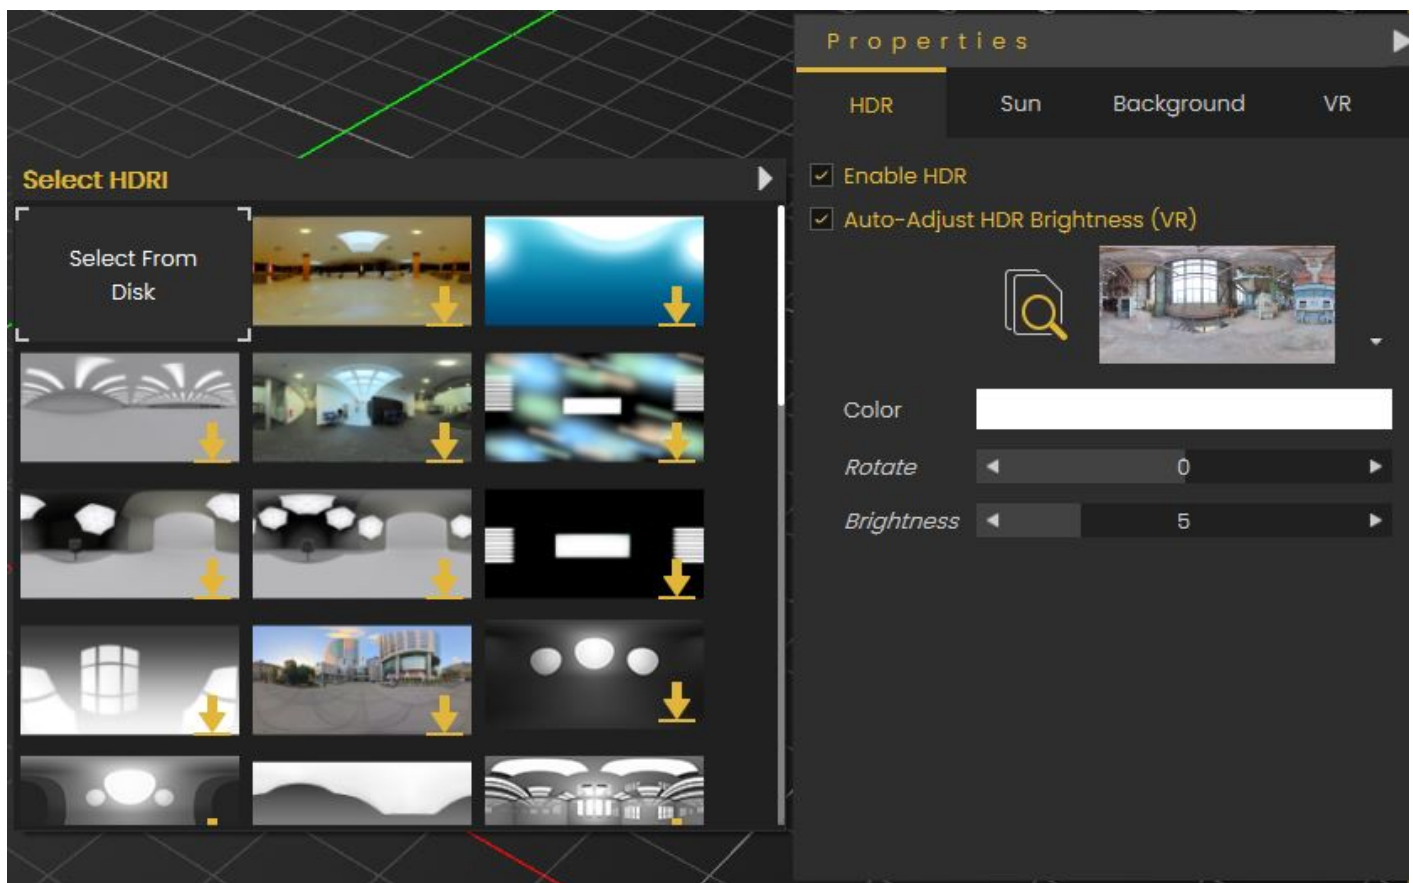 Properties
HDR Sun Background VR
Select HDRI
Select From
Disk
Enable HDR
Auto-Adjust HDR Brightness (VR)
Color
Rotate 0
Brightness 5